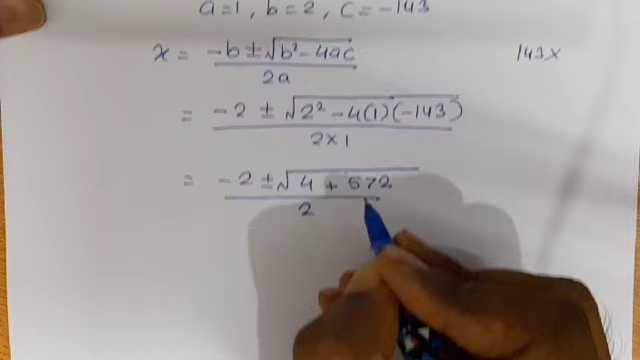 a=1, b=2, c=-143
x = -b ± √b² - 4ac / 2a
143x
= -2 ± √2² - 4(1)(-143) / 2×1
= -2 ± √4 + 572 / 2